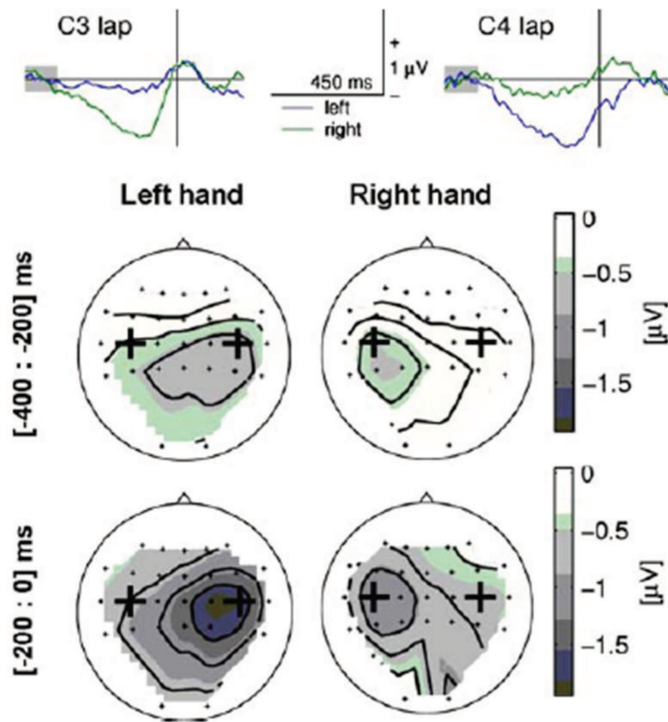 C3 lap
C4 lap
+
1 µV
450 ms
–
left
right
Left hand
Right hand
[-400 : -200] ms
0
−0.5
−1
−1.5
[µV]
[-200 : 0] ms
0
−0.5
−1
−1.5
[µV]